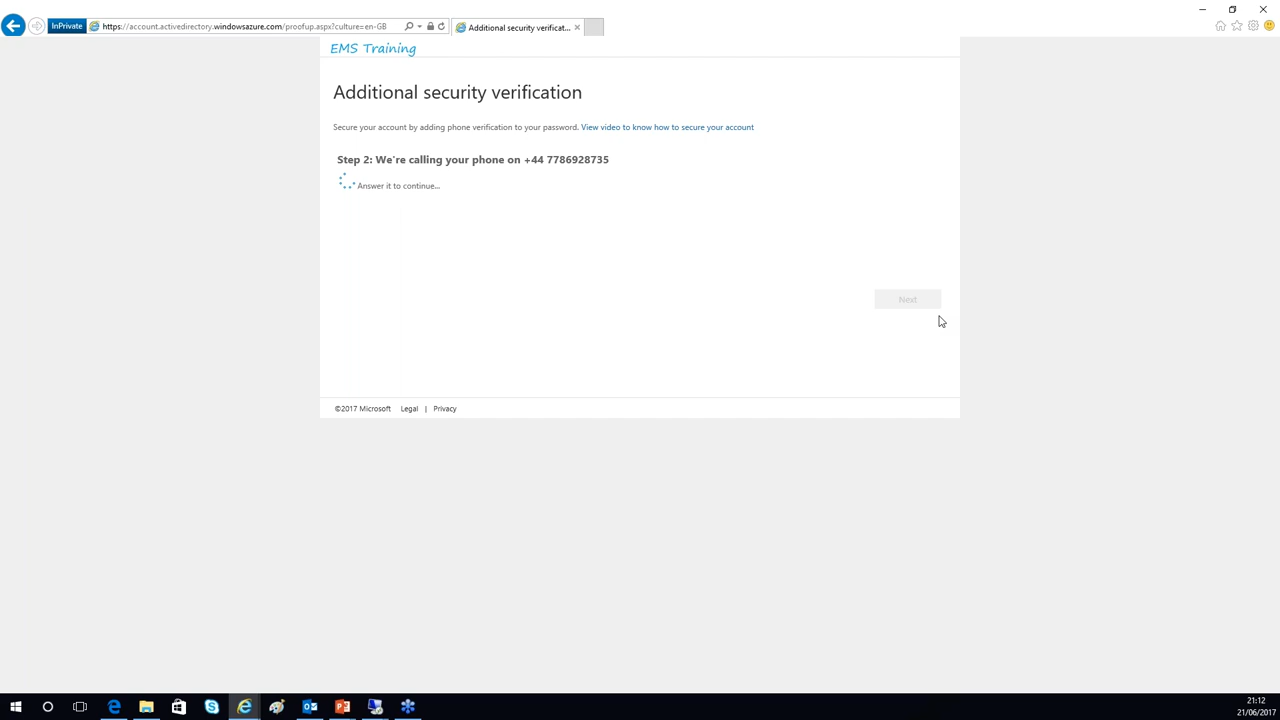 InPrivate
https://account.activedirectory.windowsazure.com/proofup.aspx?culture=en-GB
Additional security verificat...
EMS Training
Additional security verification
Secure your account by adding phone verification to your password. View video to know how to secure your account
Step 2: We're calling your phone on +44 7786928735
Answer it to continue...
Next
©2017 Microsoft Legal | Privacy
21:12
21/06/2017